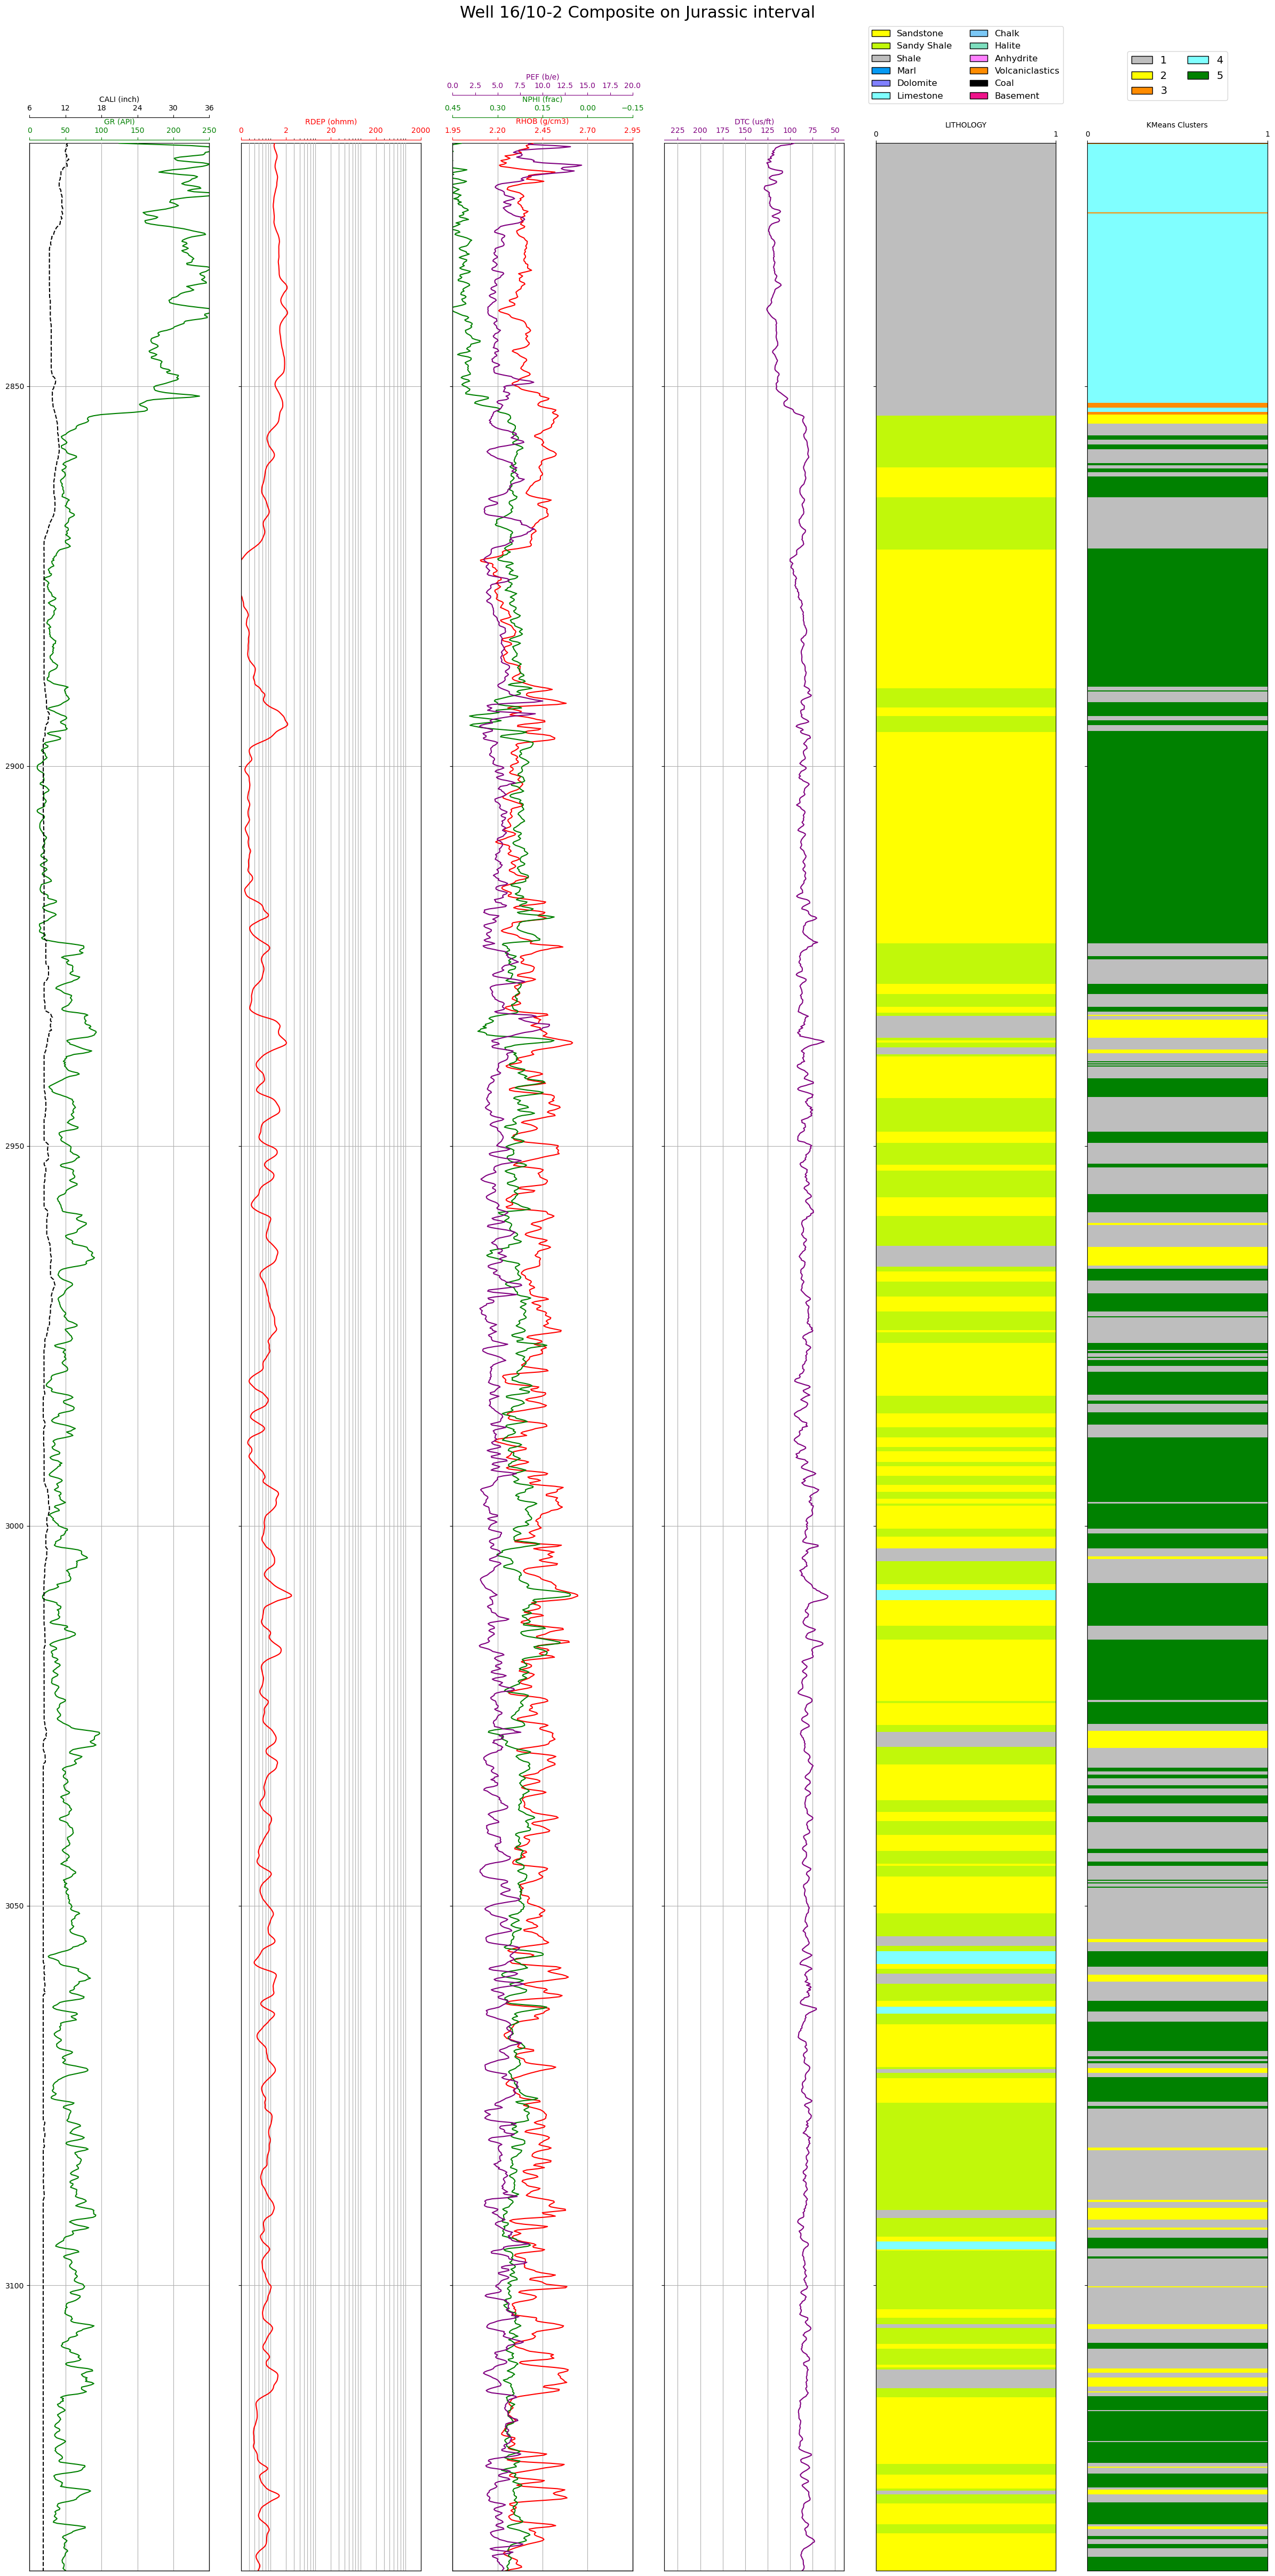 Well 16/10-2 Composite on Jurassic interval
Sandstone Chalk
Sandy Shale Halite
Shale Anhydrite
Marl Volcaniclastics
Dolomite Coal
Limestone Basement
1 4
2 5
3
PEF (b/e)
0.0 2.5 5.0 7.5 10.0 12.5 15.0 17.5 20.0
CALI (inch)
6 12 18 24 30 36
NPHI (frac)
0.45 0.30 0.15 0.00 −0.15
GR (API)
0 50 100 150 200 250
RDEP (ohmm)
0 2 20 200 2000
RHOB (g/cm3)
1.95 2.20 2.45 2.70 2.95
DTC (us/ft)
225 200 175 150 125 100 75 50
LITHOLOGY
0 1
KMeans Clusters
0 1
2850
2900
2950
3000
3050
3100